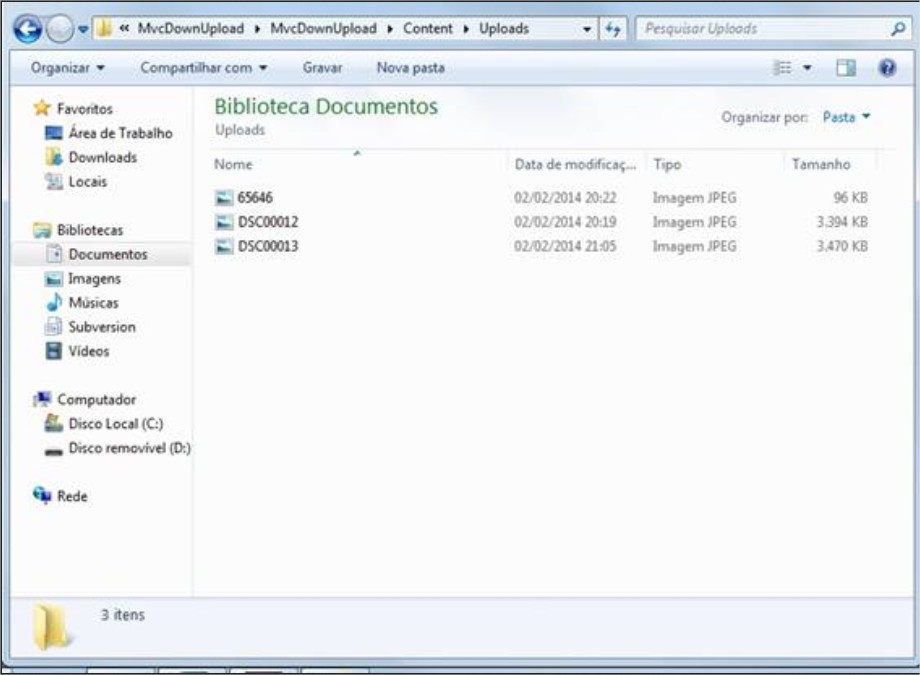 « MvcDownUpload MvcDownUpload Content Uploads Pesquisar Uploads
Organizar Compartilhar com Gravar Nova pasta
Favoritos
Área de Trabalho
Downloads
Locais
Bibliotecas
Documentos
Imagens
Músicas
Subversion
Vídeos
Computador
Disco Local (C:)
Disco removível (D:)
Rede
Biblioteca Documentos
Uploads
Organizar por: Pasta
Nome Data de modificaç... Tipo Tamanho
65646 02/02/2014 20:22 Imagem JPEG 96 KB
DSC00012 02/02/2014 20:19 Imagem JPEG 3.394 KB
DSC00013 02/02/2014 21:05 Imagem JPEG 3.470 KB
3 itens